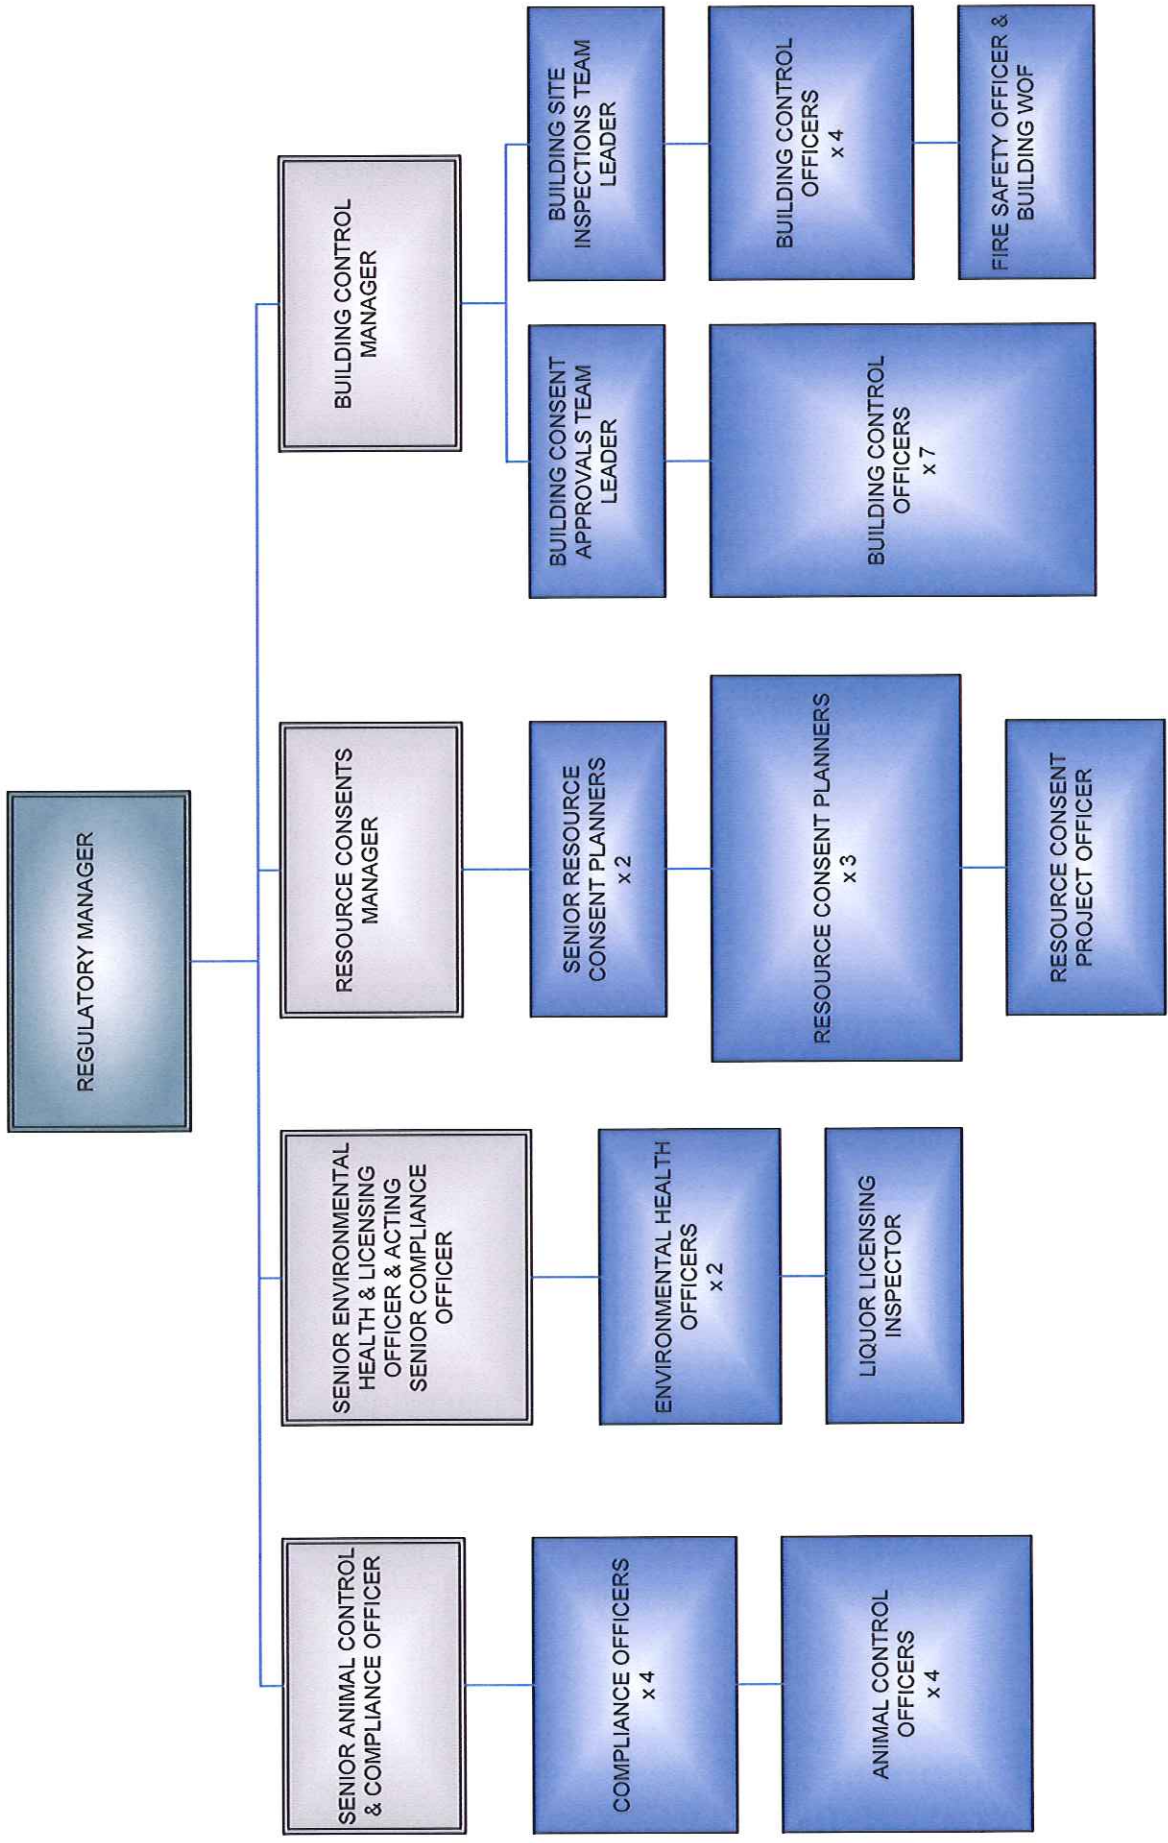 REGULATORY MANAGER
SENIOR ANIMAL CONTROL
& COMPLIANCE OFFICER
COMPLIANCE OFFICERS
x 4
ANIMAL CONTROL
OFFICERS
x 4
SENIOR ENVIRONMENTAL
HEALTH & LICENSING
OFFICER & ACTING
SENIOR COMPLIANCE
OFFICER
ENVIRONMENTAL HEALTH
OFFICERS
x 2
LIQUOR LICENSING
INSPECTOR
RESOURCE CONSENTS
MANAGER
SENIOR RESOURCE
CONSENT PLANNERS
x 2
RESOURCE CONSENT PLANNERS
x 3
RESOURCE CONSENT
PROJECT OFFICER
BUILDING CONTROL
MANAGER
BUILDING CONSENT
APPROVALS TEAM
LEADER
BUILDING CONTROL
OFFICERS
x 7
BUILDING SITE
INSPECTIONS TEAM
LEADER
BUILDING CONTROL
OFFICERS
x 4
FIRE SAFETY OFFICER &
BUILDING WOF